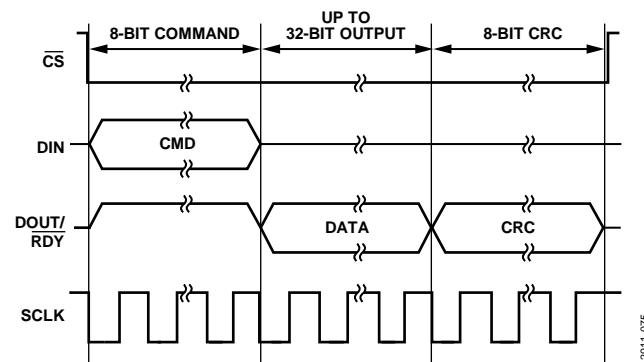 UP TO
8-BIT COMMAND 32-BIT OUTPUT 8-BIT CRC
CS
DIN CMD
DOUT/
RDY DATA CRC
SCLK